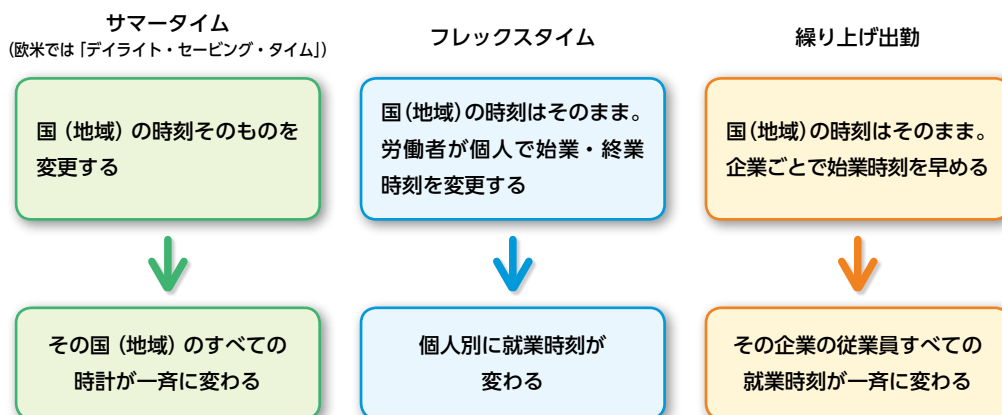 サマータイム
(欧米では「デイライト・セービング・タイム」)
国(地域)の時刻そのものを
変更する
その国(地域)のすべての
時計が一斉に変わる
フレックスタイム
国(地域)の時刻はそのまま。
労働者が個人で始業・終業
時刻を変更する
個人別に就業時刻が
変わる
繰り上げ出勤
国(地域)の時刻はそのまま。
企業ごとで始業時刻を早める
その企業の従業員すべての
就業時刻が一斉に変わる